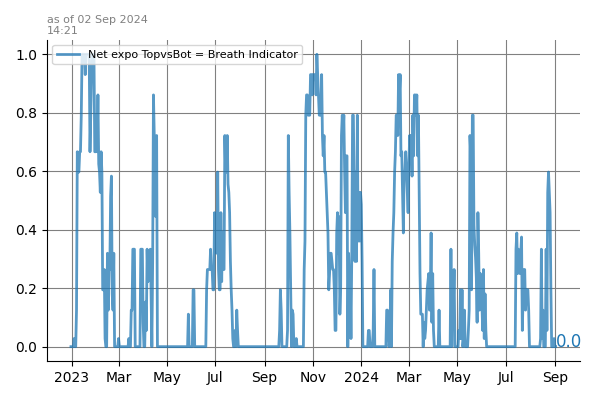 as of 02 Sep 2024
14:21
Net expo TopvsBot = Breath Indicator
1.0
0.8
0.6
0.4
0.2
0.0
0.0
2023 Mar May Jul Sep Nov 2024 Mar May Jul Sep